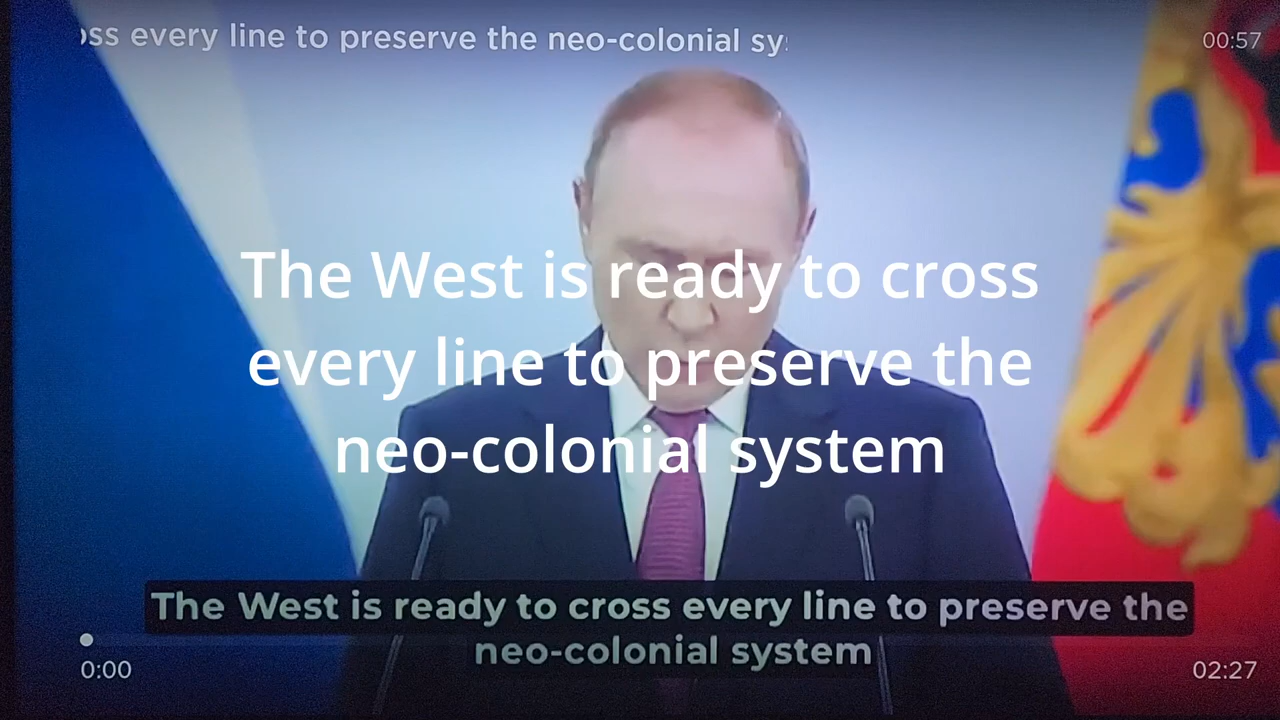 oss every line to preserve the neo-colonial sy
00:57
The West is ready to cross
every line to preserve the
neo-colonial system
The West is ready to cross every line to preserve the
neo-colonial system
0:00
02:27